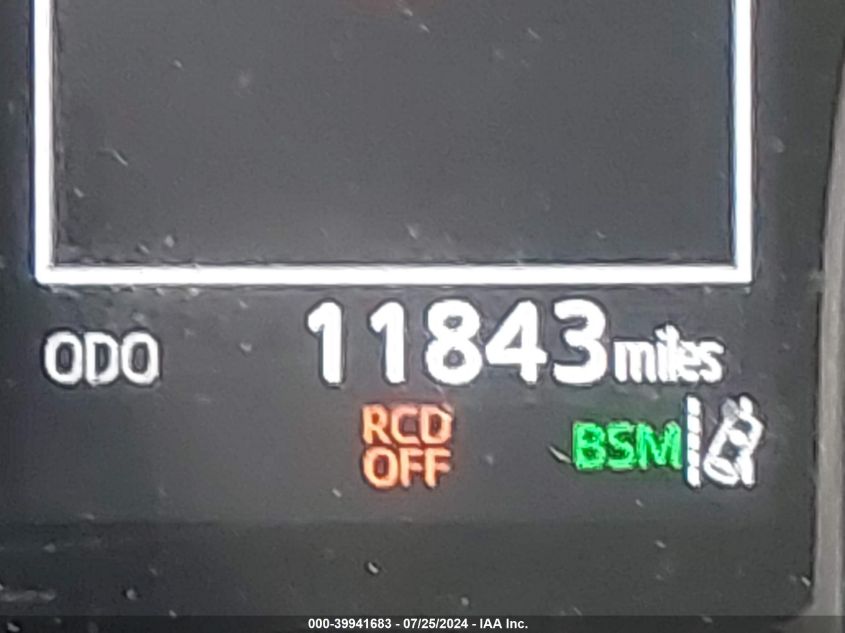 ODO 11843 miles
RCD BSM
OFF
000-39941683 - 07/25/2024 - IAA Inc.